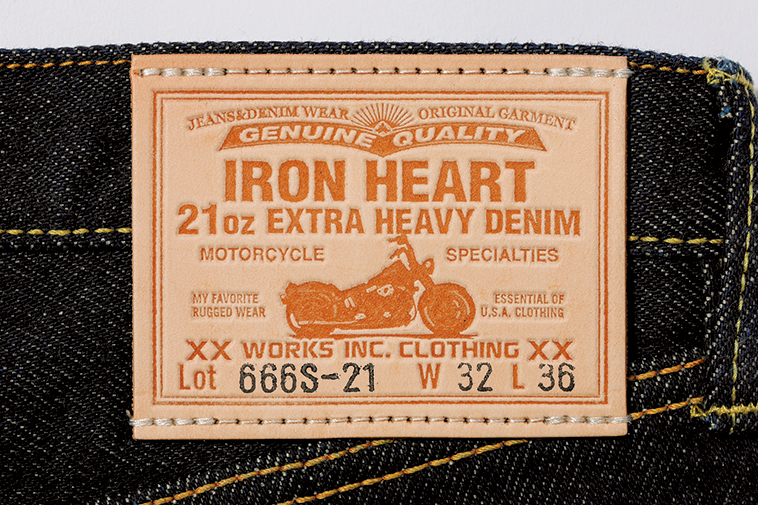 JEANS&DENIM WEAR ORIGINAL GARMENT
GENUINE QUALITY
IRON HEART
21oz EXTRA HEAVY DENIM
MOTORCYCLE SPECIALTIES
MY FAVORITE
RUGGED WEAR
ESSENTIAL OF
U.S.A. CLOTHING
XX WORKS INC. CLOTHING XX
Lot 666S-21 W 32 L 36